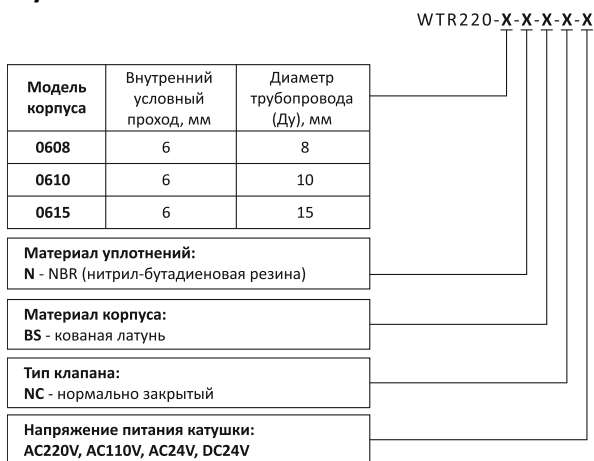 WTR220-X-X-X-X-X
Модель корпуса
Внутренний условный проход, мм
Диаметр трубопровода (Ду), мм
0608 6 8
0610 6 10
0615 6 15
Материал уплотнений:
N - NBR (нитрил-бутадиеновая резина)
Материал корпуса:
BS - кованая латунь
Тип клапана:
NC - нормально закрытый
Напряжение питания катушки:
AC220V, AC110V, AC24V, DC24V